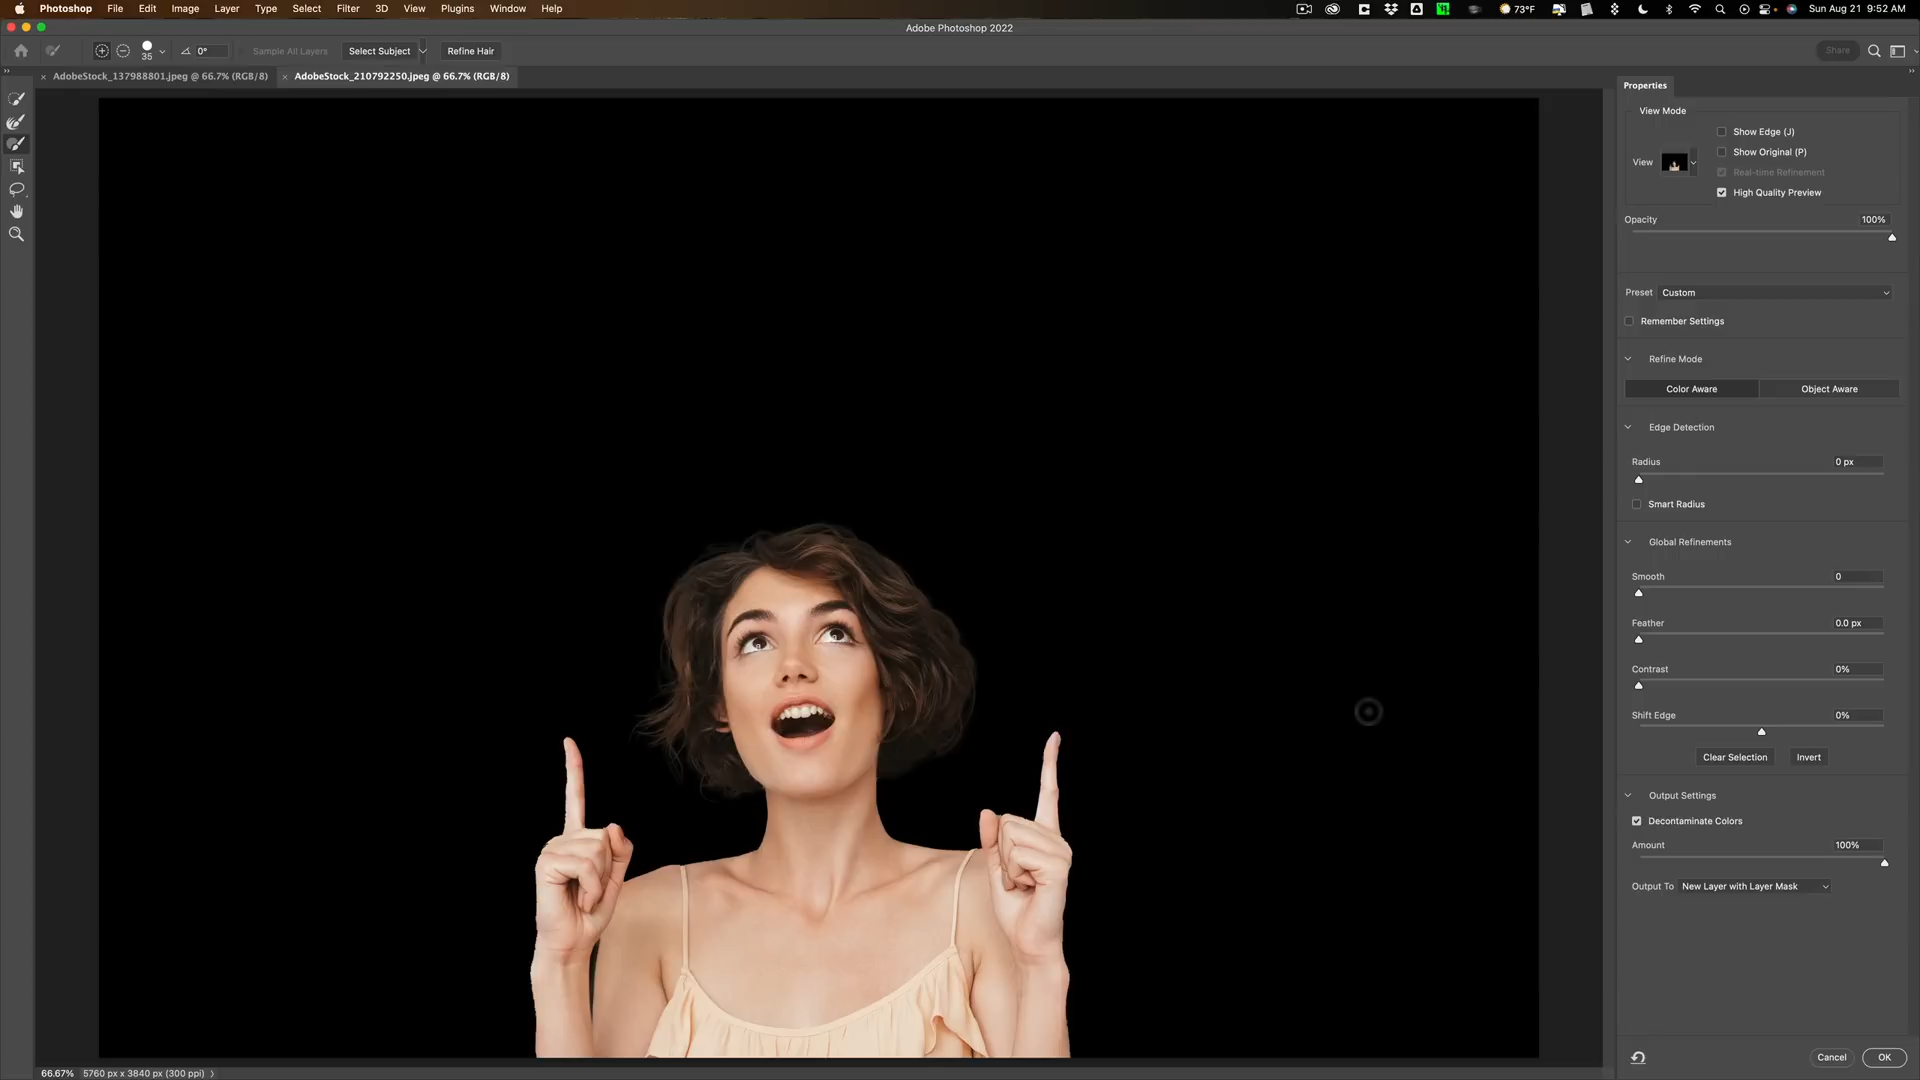 Photoshop File Edit Image Layer Type Select Filter 3D View Plugins Window Help 73°F Sun Aug 21 9:52 AM
Adobe Photoshop 2022
35 0° Sample All Layers Select Subject Refine Hair Share
AdobeStock_137988801.jpeg @ 66.7% (RGB/8) AdobeStock_210792250.jpeg @ 66.7% (RGB/8)
Properties
View Mode
Show Edge (J)
Show Original (P)
View
Real-time Refinement
High Quality Preview
Opacity 100%
Preset Custom
Remember Settings
Refine Mode
Color Aware Object Aware
Edge Detection
Radius 0 px
Smart Radius
Global Refinements
Smooth 0
Feather 0.0 px
Contrast 0%
Shift Edge 0%
Clear Selection Invert
Output Settings
Decontaminate Colors
Amount 100%
Output To New Layer with Layer Mask
Cancel OK
66.67% 5760 px x 3840 px (300 ppi)